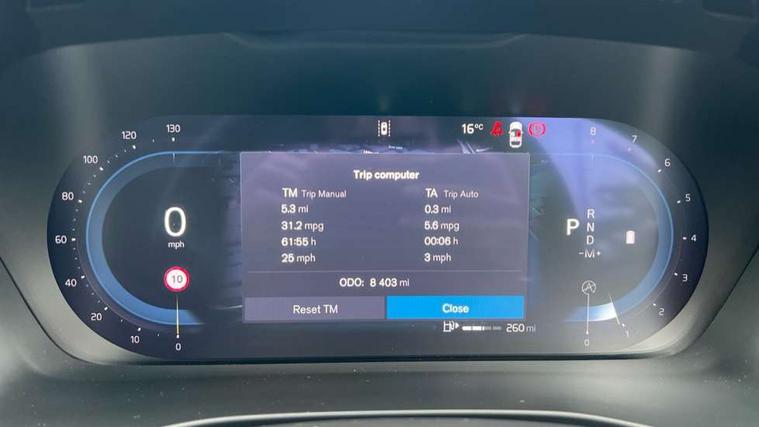 130
120
100
80
60
40
20
10
0
16°C
8
7
6
5
4
3
2
1
0
0
mph
10
Trip computer
TM Trip Manual
5.3 mi
31.2 mpg
61:55 h
25 mph
TA Trip Auto
0.3 mi
5.6 mpg
00:06 h
3 mph
ODO: 8 403 mi
Reset TM
Close
P
R
N
D
-M+
260 mi